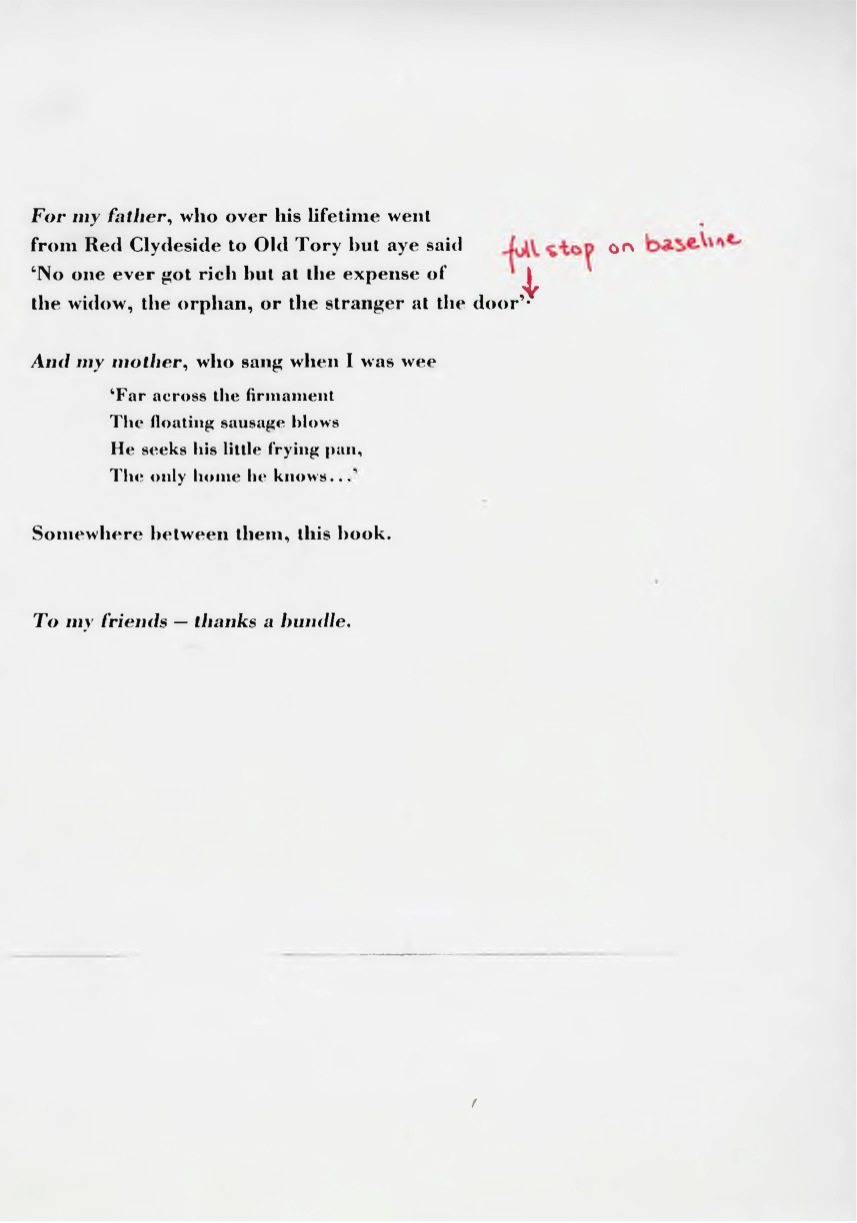 For my father, who over his lifetime went
from Red Clydeside to Old Tory but aye said
full stop on baseline
‘No one ever got rich but at the expense of
the widow, the orphan, or the stranger at the door’.
And my mother, who sang when I was wee
‘Far across the firmament
The floating sausage blows
He seeks his little frying pan,
The only home he knows...’
Somewhere between them, this book.
To my friends – thanks a bundle.